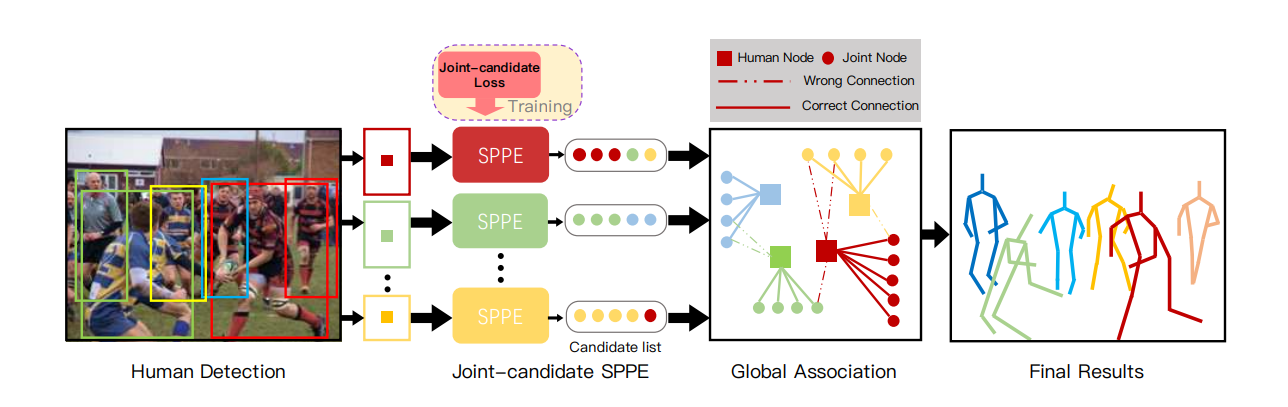 Joint-candidate
Loss
Training
Human Node
Joint Node
Wrong Connection
Correct Connection
SPPE
SPPE
SPPE
Candidate list
Human Detection
Joint-candidate SPPE
Global Association
Final Results